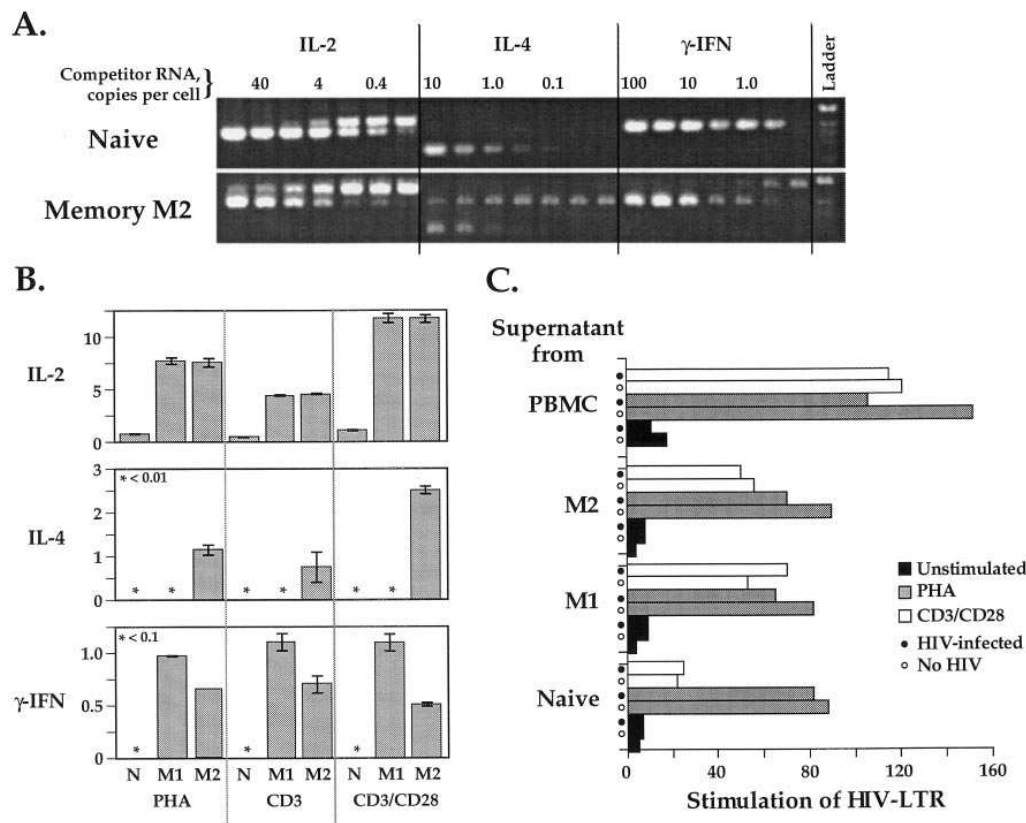 A.
IL-2 IL-4 γ-IFN Ladder
Competitor RNA, copies per cell } 40 4 0.4 10 1.0 0.1 100 10 1.0
Naive
Memory M2
B.
IL-2
10
5
0
IL-4
* < 0.01
3
2
1
0
* * * * * *
γ-IFN
* < 0.1
1.0
0.5
0
* * *
N M1 M2 N M1 M2 N M1 M2
PHA CD3 CD3/CD28
C.
Supernatant
from
PBMC
M2
M1
Naive
Unstimulated
PHA
CD3/CD28
● HIV-infected
○ No HIV
0 40 80 120 160
Stimulation of HIV-LTR